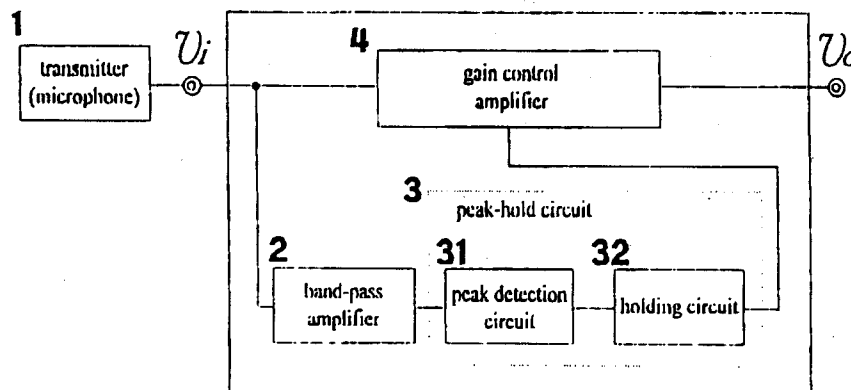 1
transmitter
(microphone)
Vi
4
gain control
amplifier
Vo
3
peak-hold circuit
2
band-pass
amplifier
31
peak detection
circuit
32
holding circuit